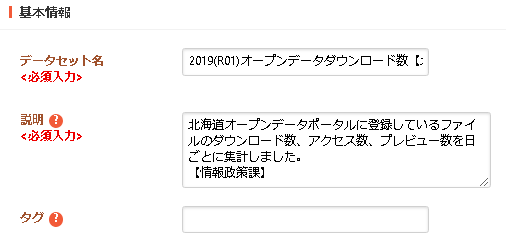 基本情報
データセット名
<必須入力>
2019(R01)オープンデータダウンロード数【
説明 ?
<必須入力>
北海道オープンデータポータルに登録しているファイ
ルのダウンロード数、アクセス数、プレビュー数を日
ごとに集計しました。
【情報政策課】
タグ ?